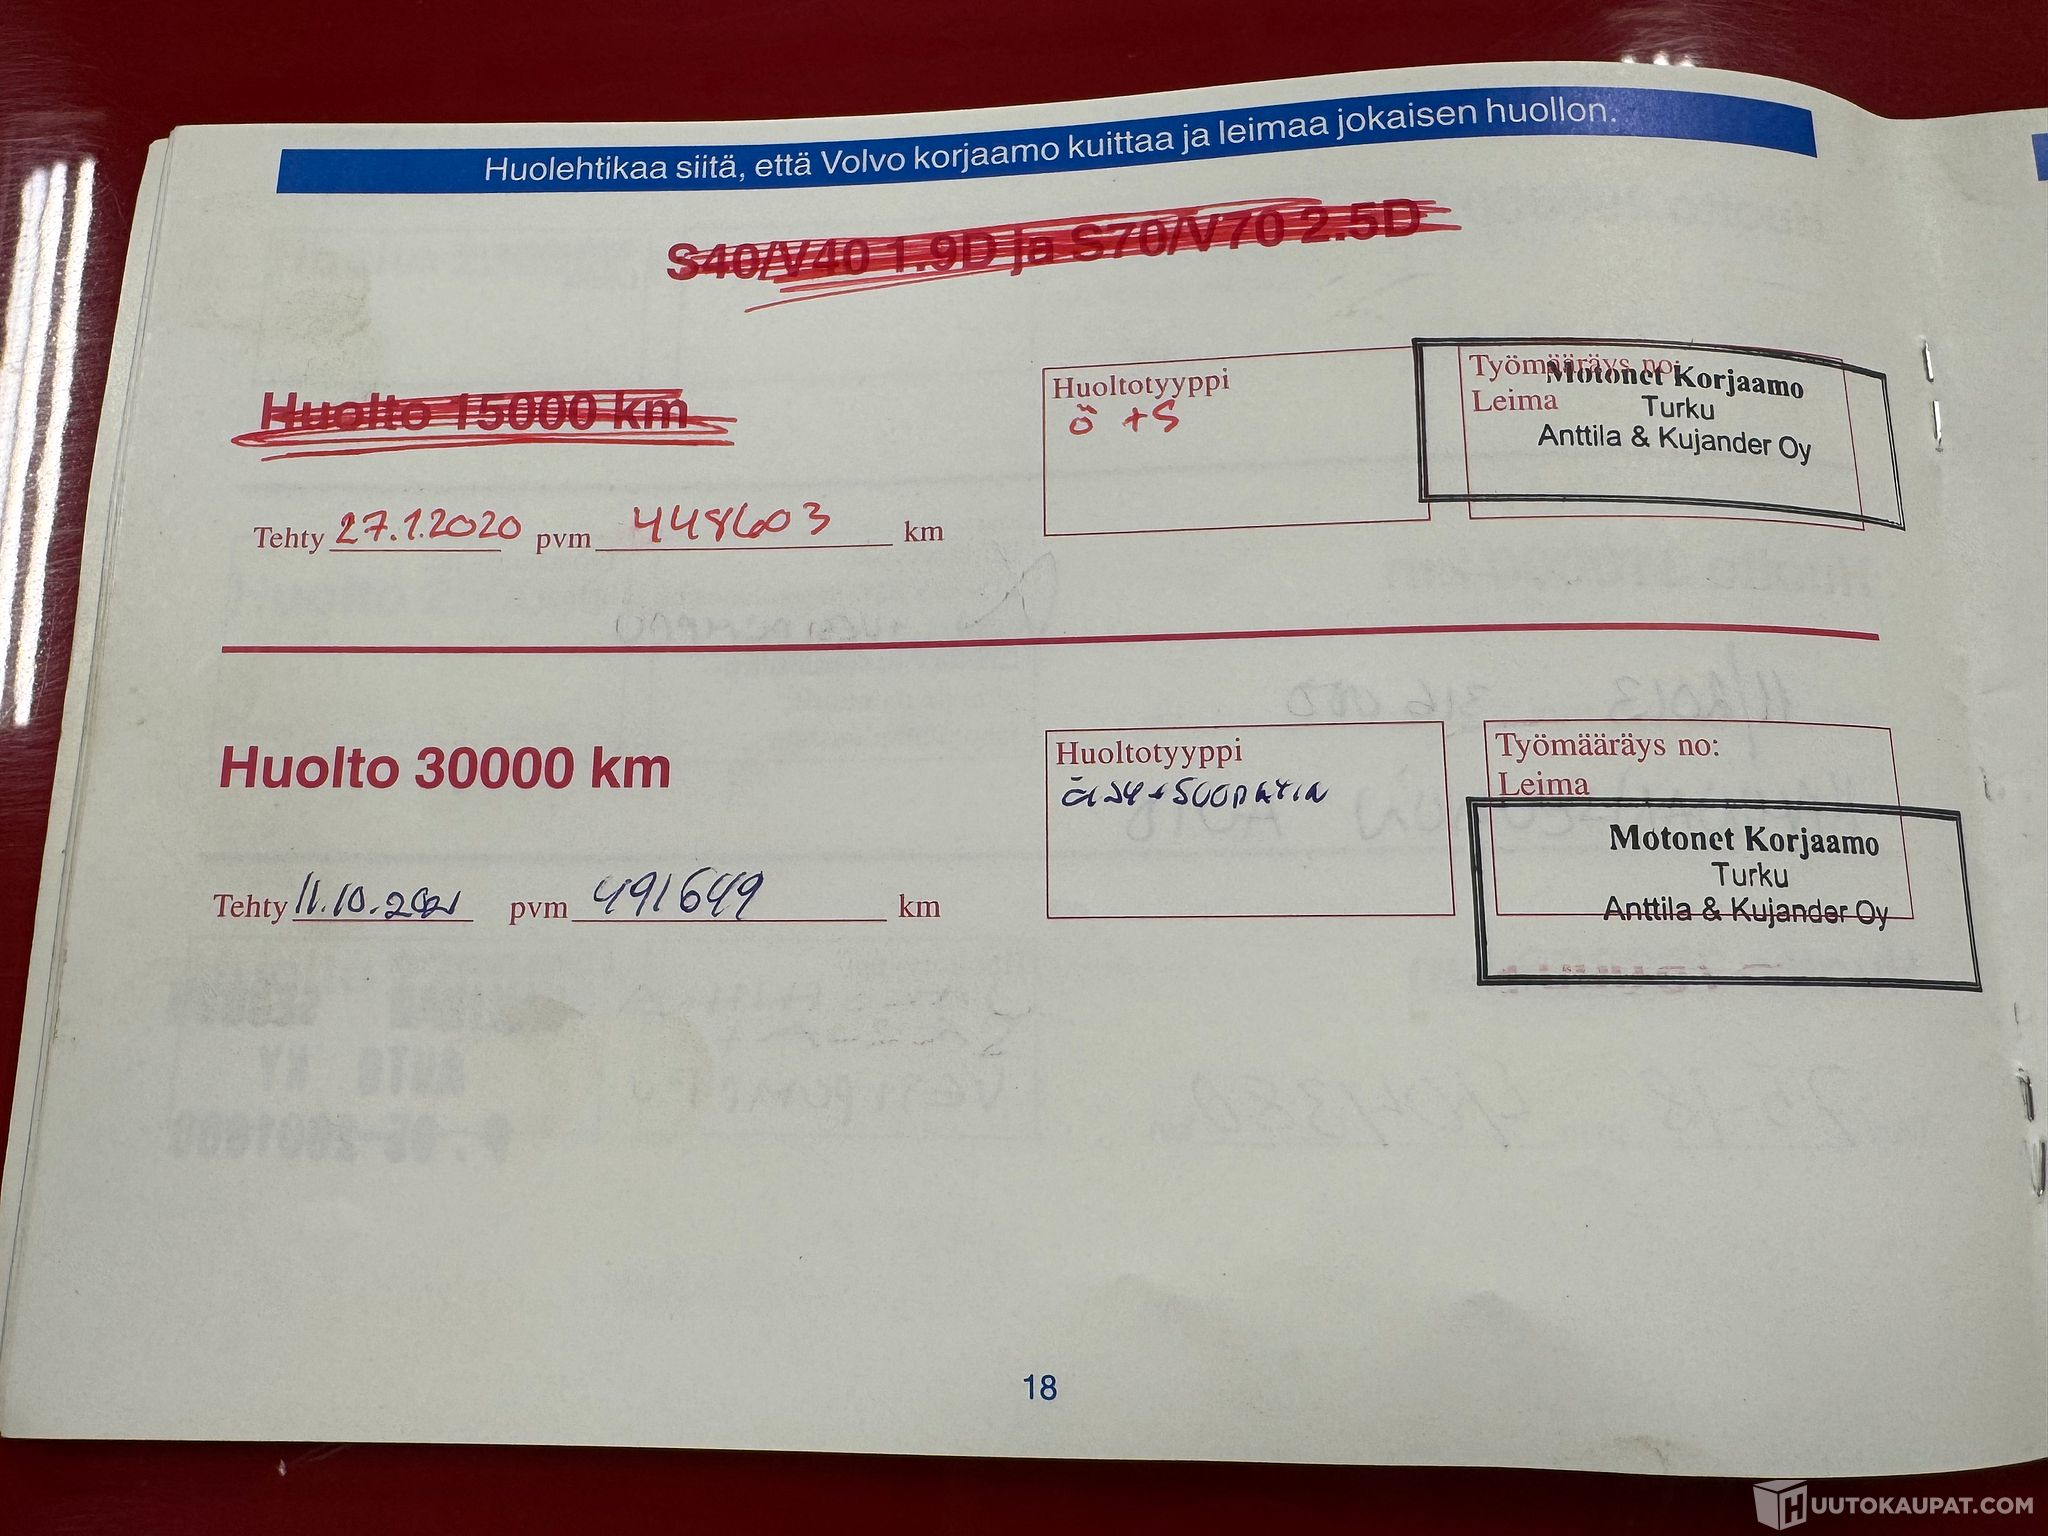 Huolehtikaa siitä, että Volvo korjaamo kuittaa ja leimaa jokaisen huollon.
S40/V40 1.9D ja S70/V70 2.5D
Huolto 15000 km
Huoltotyyppi
Ö + S
Työmääräys no:
Leima
Motonet Korjaamo
Turku
Anttila & Kujander Oy
Tehty 27.1.2020 pvm 448603 km
Huolto 30000 km
Huoltotyyppi
Työmääräys no:
Leima
Motonet Korjaamo
Turku
Anttila & Kujander Oy
Tehty 11.10.2021 pvm 491649 km
18
HUUTOKAUPAT.COM